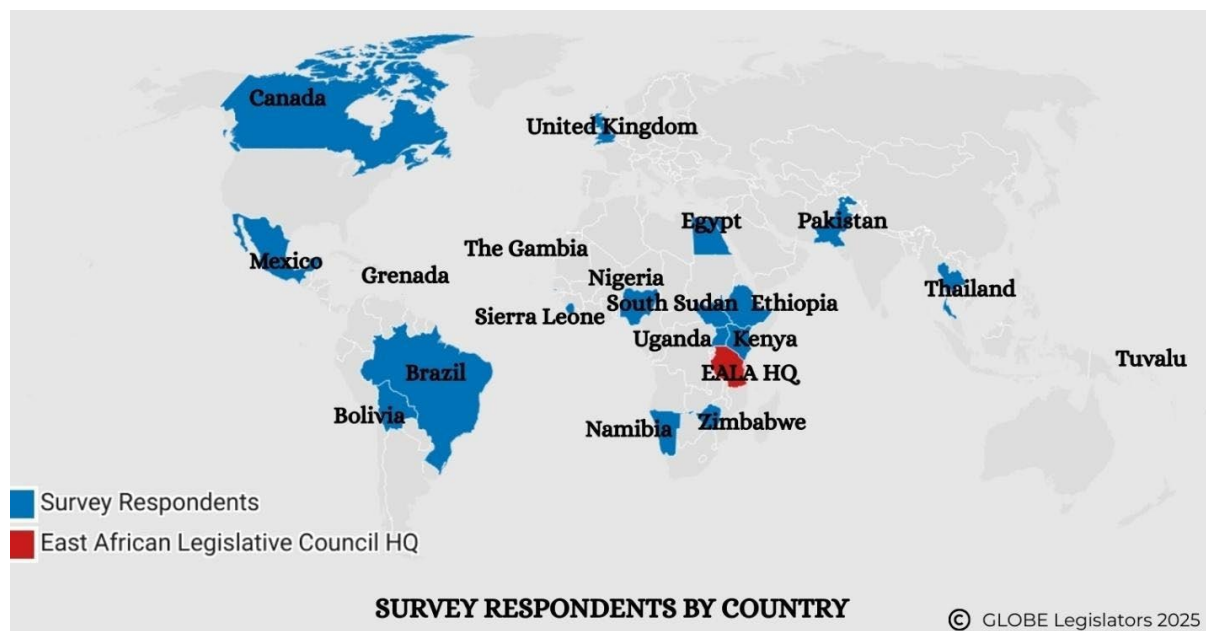 Canada
United Kingdom
Egypt
Pakistan
The Gambia
Mexico
Grenada
Nigeria
Thailand
South Sudan
Ethiopia
Sierra Leone
Uganda
Kenya
Tuvalu
Brazil
EALA HQ
Bolivia
Namibia
Zimbabwe
Survey Respondents
East African Legislative Council HQ
SURVEY RESPONDENTS BY COUNTRY
© GLOBE Legislators 2025